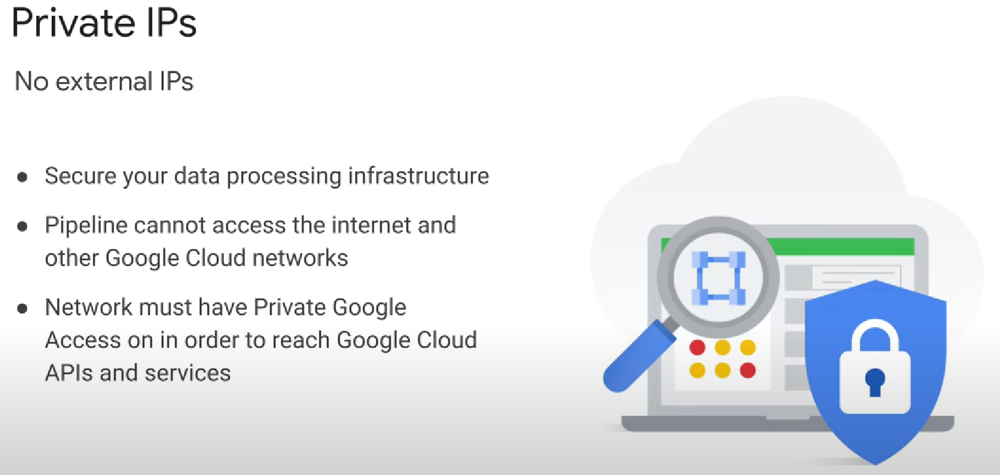 Private IPs
No external IPs
● Secure your data processing infrastructure
● Pipeline cannot access the internet and
other Google Cloud networks
● Network must have Private Google
Access on in order to reach Google Cloud
APIs and services